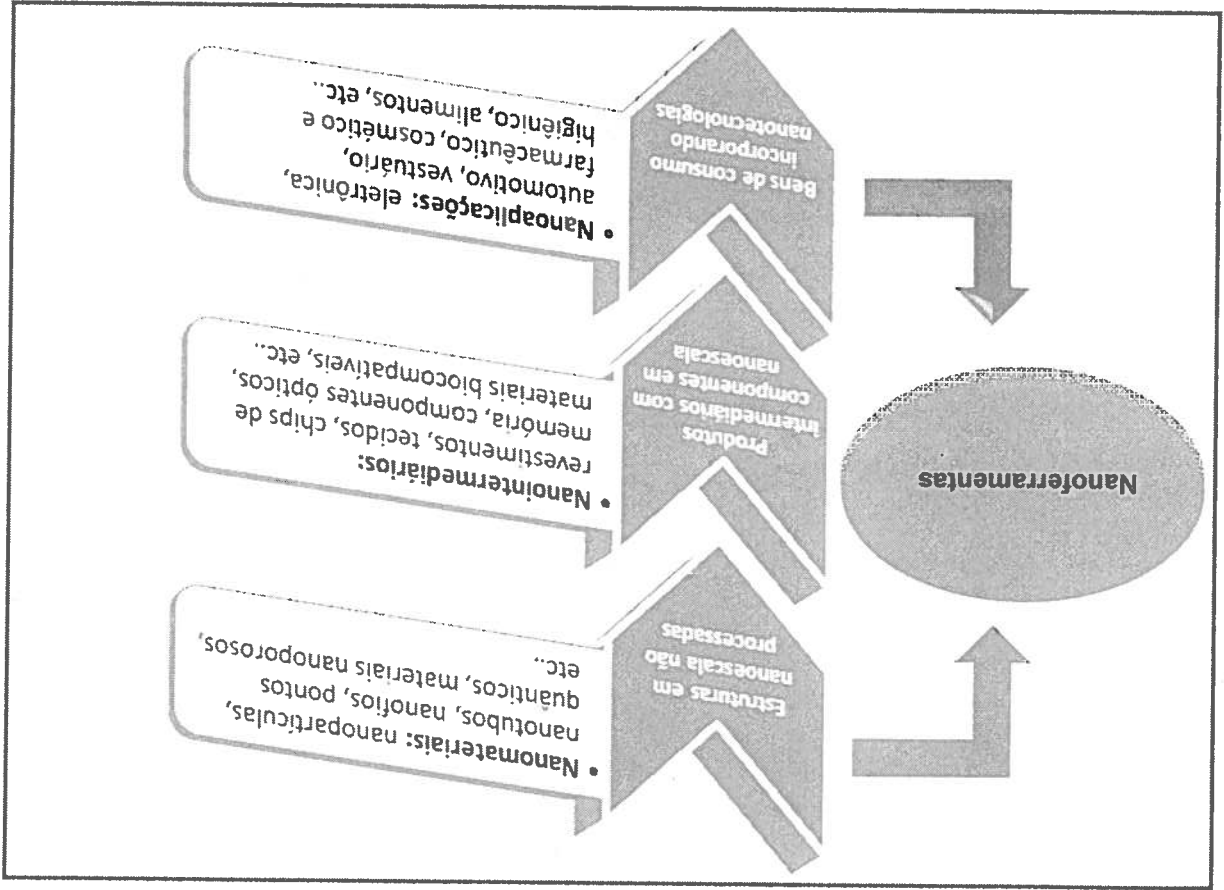 Estruturas em
nanoescala não
processadas
• Nanomateriais: nanopartículas,
nanotubos, nanofios, pontos
quânticos, materiais nanoporosos,
etc..
Nanoferramentas
Produtos
intermediários com
componentes em
nanoescala
• Nanointermediários:
revestimentos, tecidos, chips de
memória, componentes ópticos,
materiais biocompatíveis, etc..
Bens de consumo
incorporando
nanotecnologias
• Nanoaplicações: eletrônica,
automotivo, vestuário,
farmacêutico, cosmético e
higiênico, alimentos, etc..